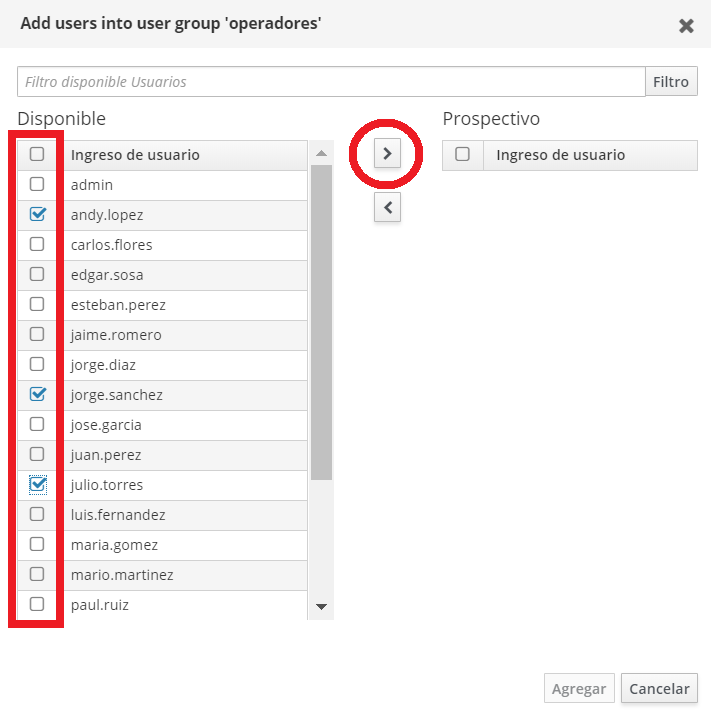 Add users into user group 'operadores'
Filtro disponible Usuarios
Filtro
Disponible
Prospectivo
Ingreso de usuario
Ingreso de usuario
admin
andy.lopez
carlos.flores
edgar.sosa
esteban.perez
jaime.romero
jorge.diaz
jorge.sanchez
jose.garcia
juan.perez
julio.torres
luis.fernandez
maria.gomez
mario.martinez
paul.ruiz
Agregar
Cancelar